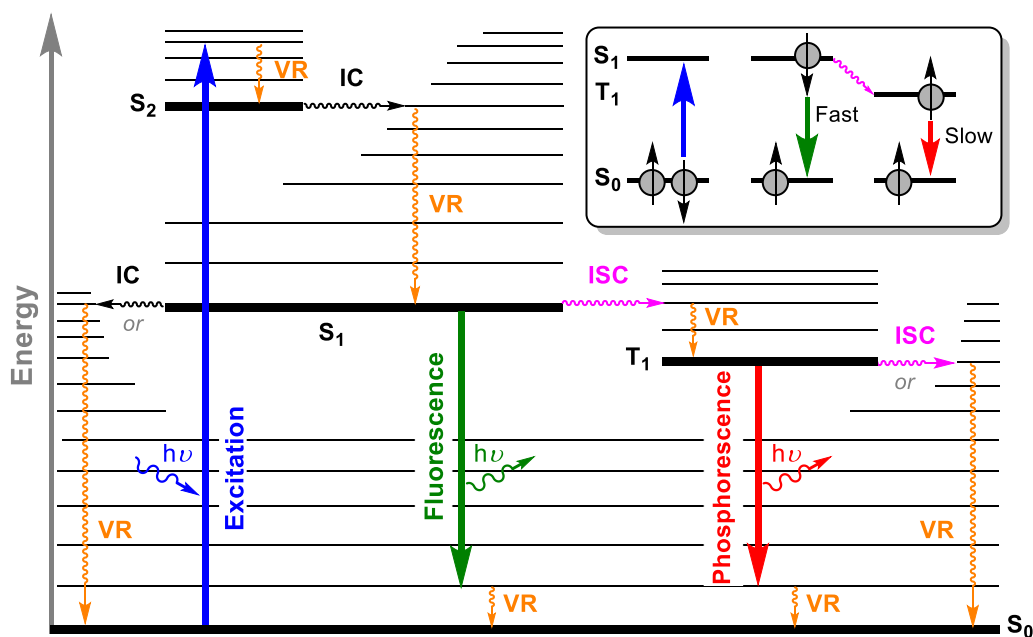 VR
IC
S2
VR
S1
T1
S0
Fast
Slow
IC
or
S1
ISC
VR
T1
ISC
or
Energy
hυ
Excitation
Fluorescence
hυ
Phosphorescence
hυ
VR
VR
VR
VR
S0